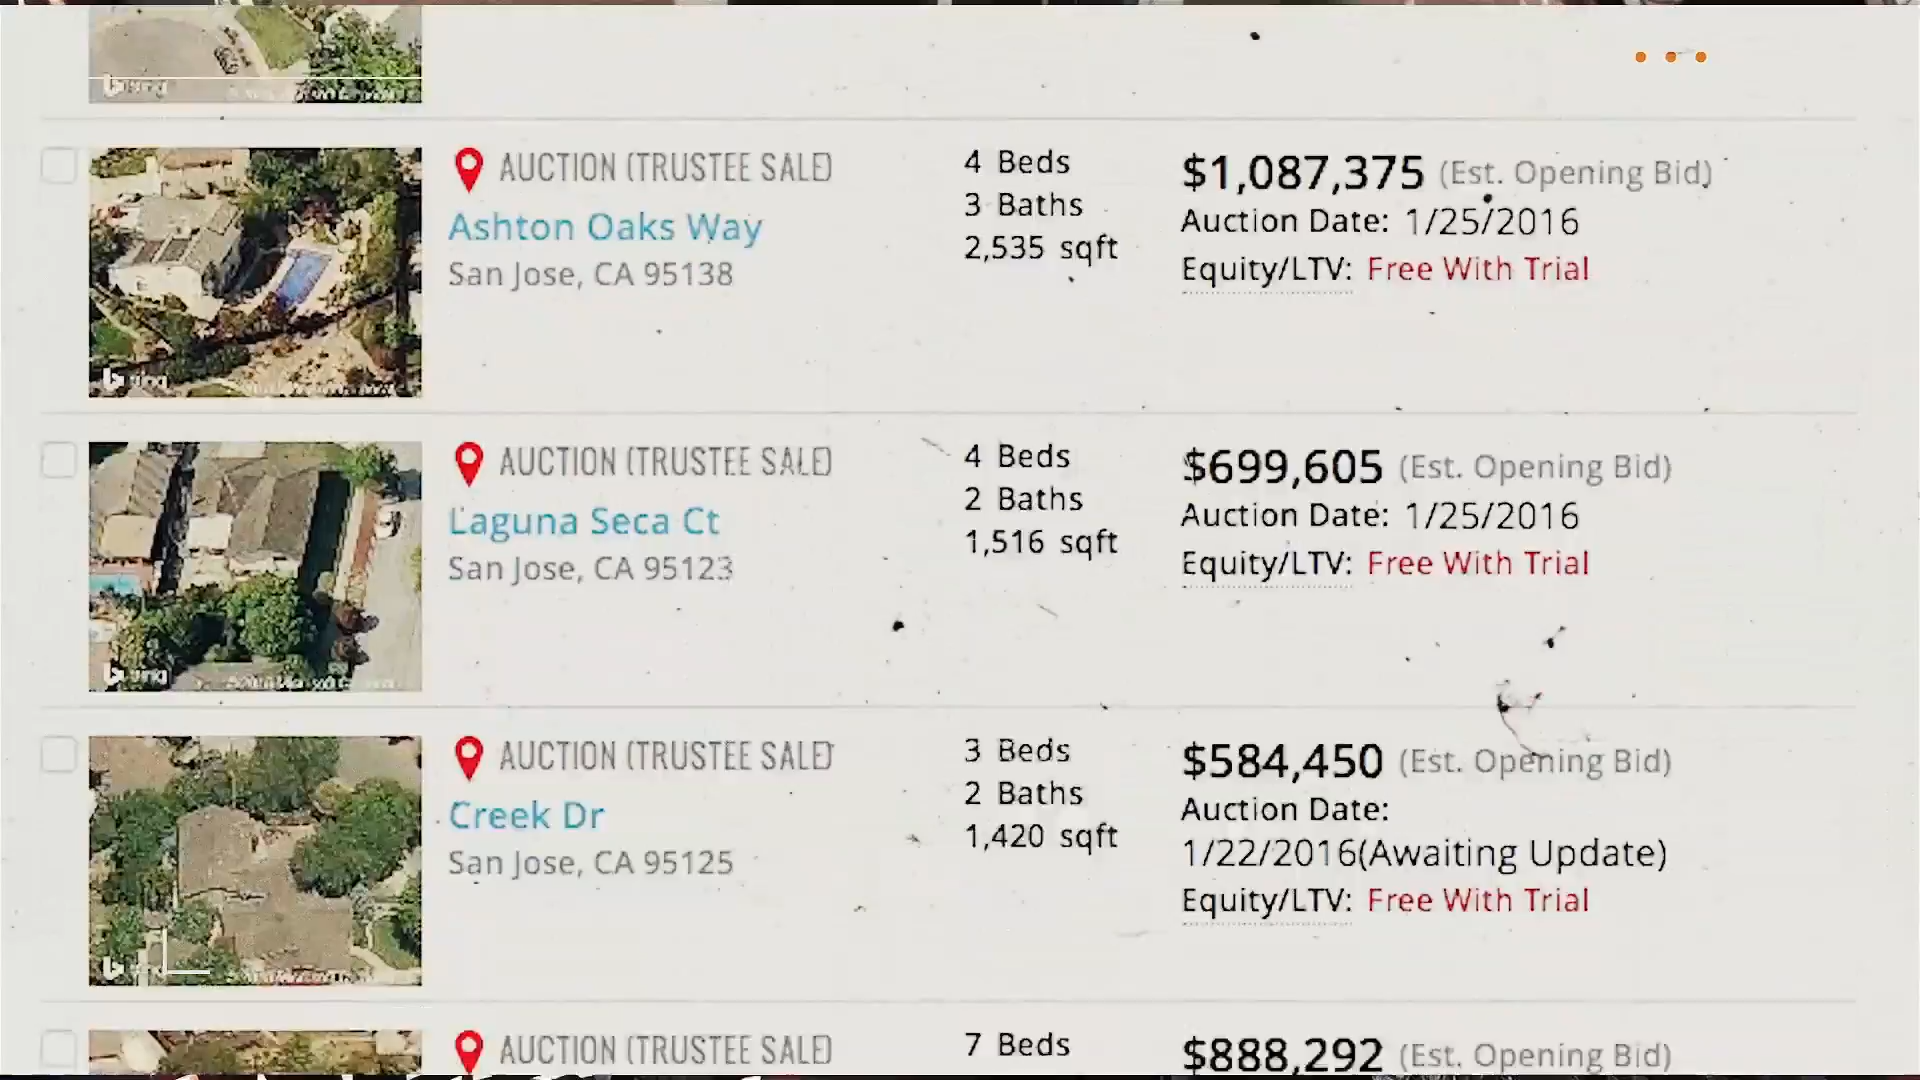 AUCTION (TRUSTEE SALE)
Ashton Oaks Way
San Jose, CA 95138
4 Beds
3 Baths
2,535 sqft
$1,087,375 (Est. Opening Bid)
Auction Date: 1/25/2016
Equity/LTV: Free With Trial
AUCTION (TRUSTEE SALE)
Laguna Seca Ct
San Jose, CA 95123
4 Beds
2 Baths
1,516 sqft
$699,605 (Est. Opening Bid)
Auction Date: 1/25/2016
Equity/LTV: Free With Trial
AUCTION (TRUSTEE SALE)
Creek Dr
San Jose, CA 95125
3 Beds
2 Baths
1,420 sqft
$584,450 (Est. Opening Bid)
Auction Date:
1/22/2016(Awaiting Update)
Equity/LTV: Free With Trial
AUCTION (TRUSTEE SALE)
7 Beds
$888,292 (Est. Opening Bid)